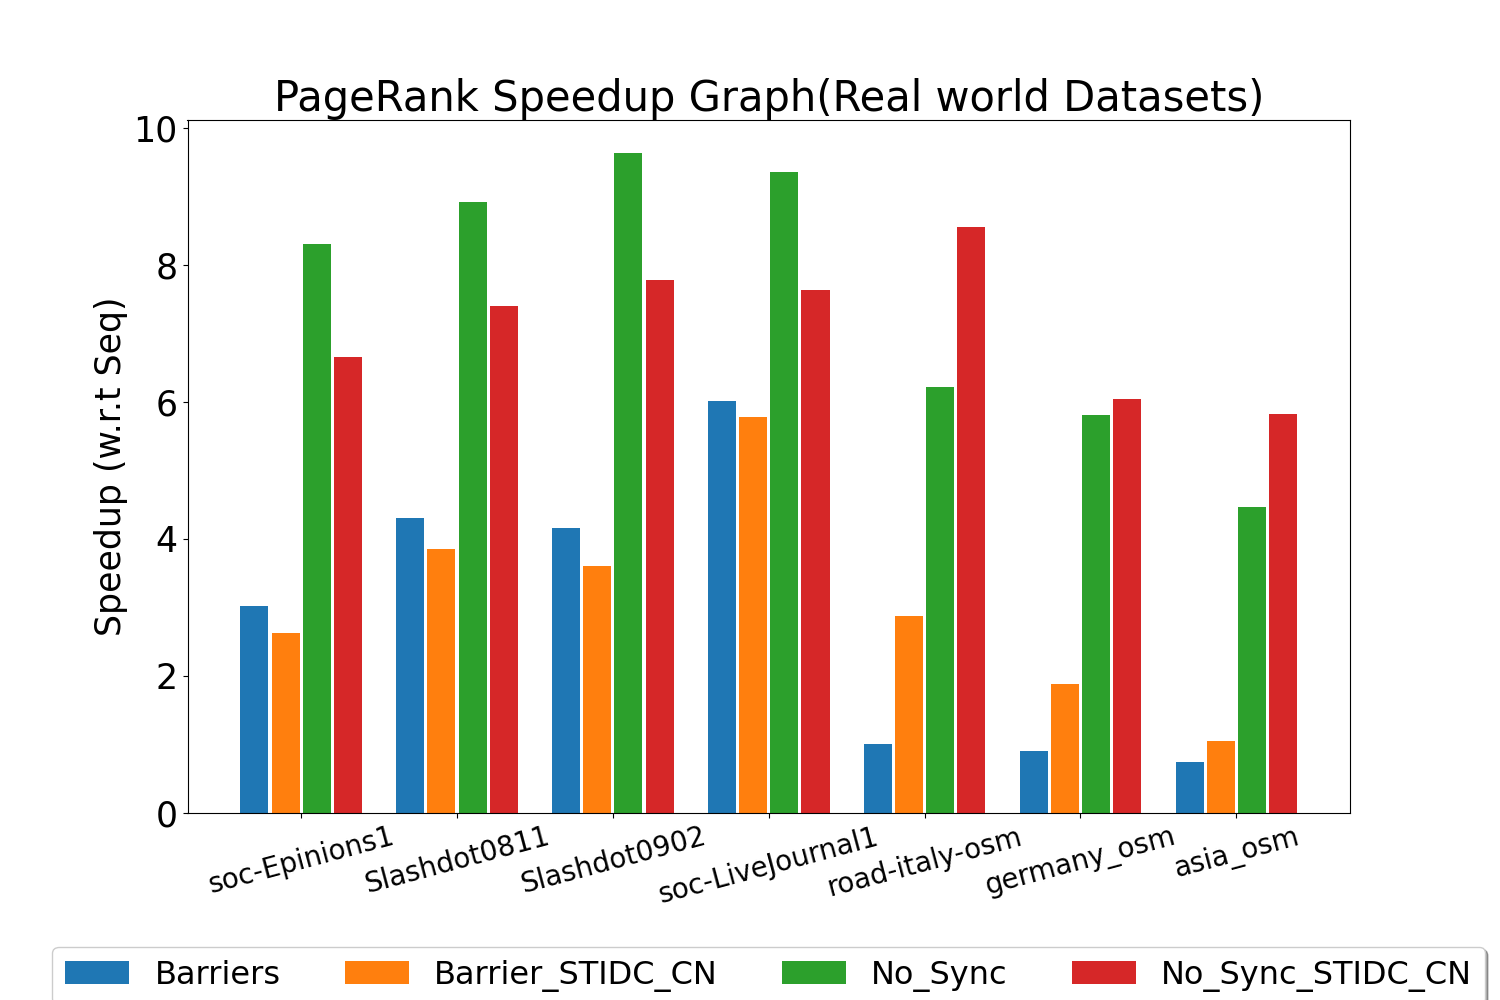 PageRank Speedup Graph(Real world Datasets)
10
8
6
4
2
0
Speedup (w.r.t Seq)
soc-Epinions1
Slashdot0811
Slashdot0902
soc-LiveJournal1
road-italy-osm
germany_osm
asia_osm
Barriers
Barrier_STIDC_CN
No_Sync
No_Sync_STIDC_CN